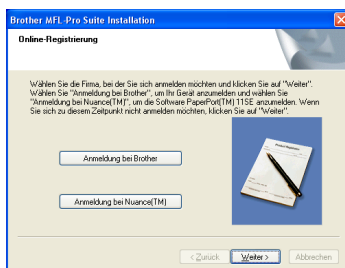 Brother MFL-Pro Suite Installation
Online-Registrierung
Wählen Sie die Firma, bei der Sie sich anmelden möchten und klicken Sie auf "Weiter".
Wählen Sie "Anmeldung bei Brother", um Ihr Gerät anzumelden und wählen Sie
"Anmeldung bei Nuance(TM)", um die Software PaperPort(TM) 11SE anzumelden. Wenn
Sie sich zu diesem Zeitpunkt nicht anmelden möchten, klicken Sie auf "Weiter".
Anmeldung bei Brother
Anmeldung bei Nuance(TM)
< Zurück
Weiter >
Abbrechen